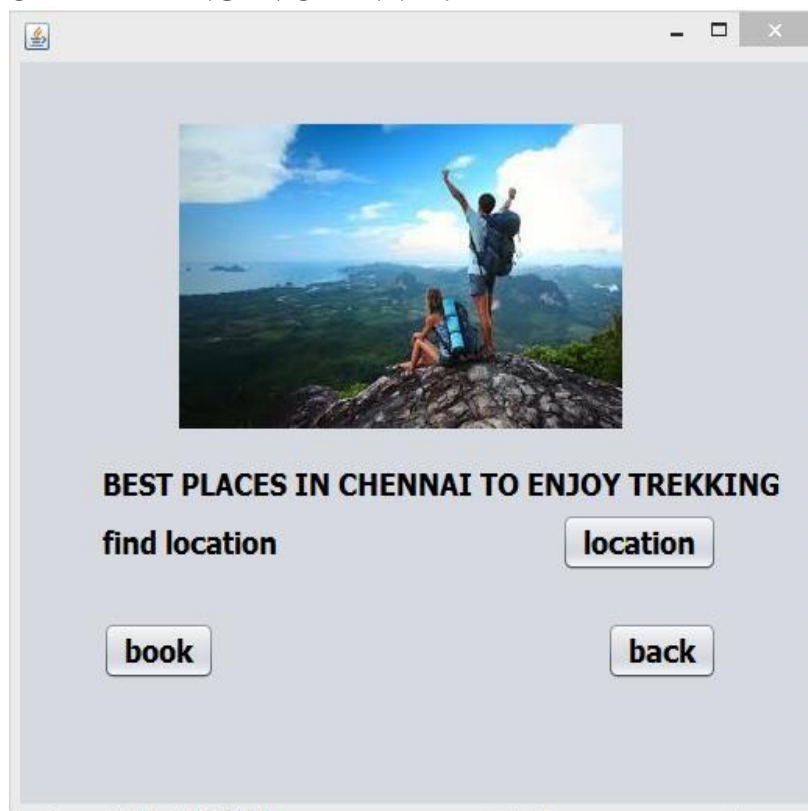 BEST PLACES IN CHENNAI TO ENJOY TREKKING
find location
location
book
back